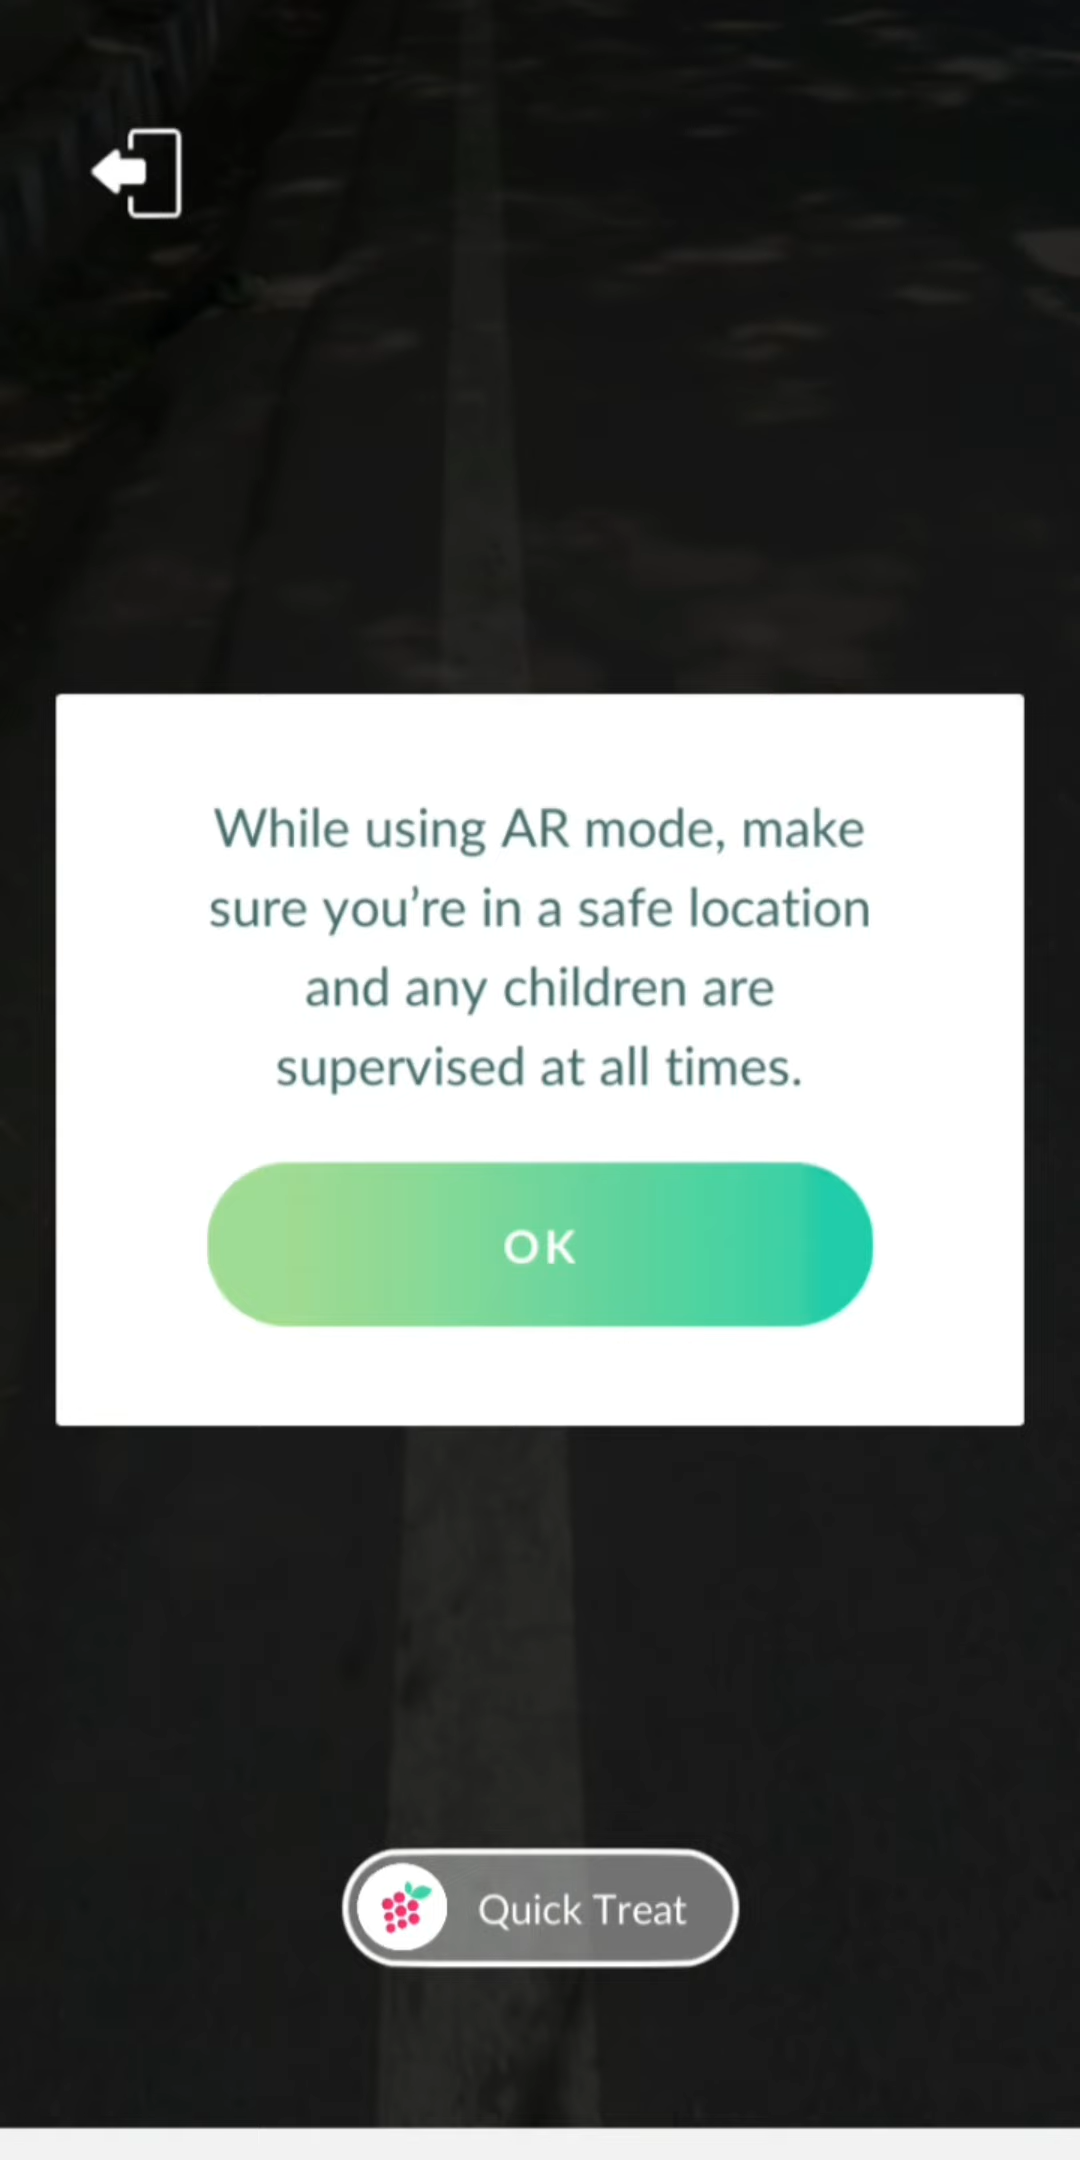 While using AR mode, make
sure you’re in a safe location
and any children are
supervised at all times.
OK
Quick Treat